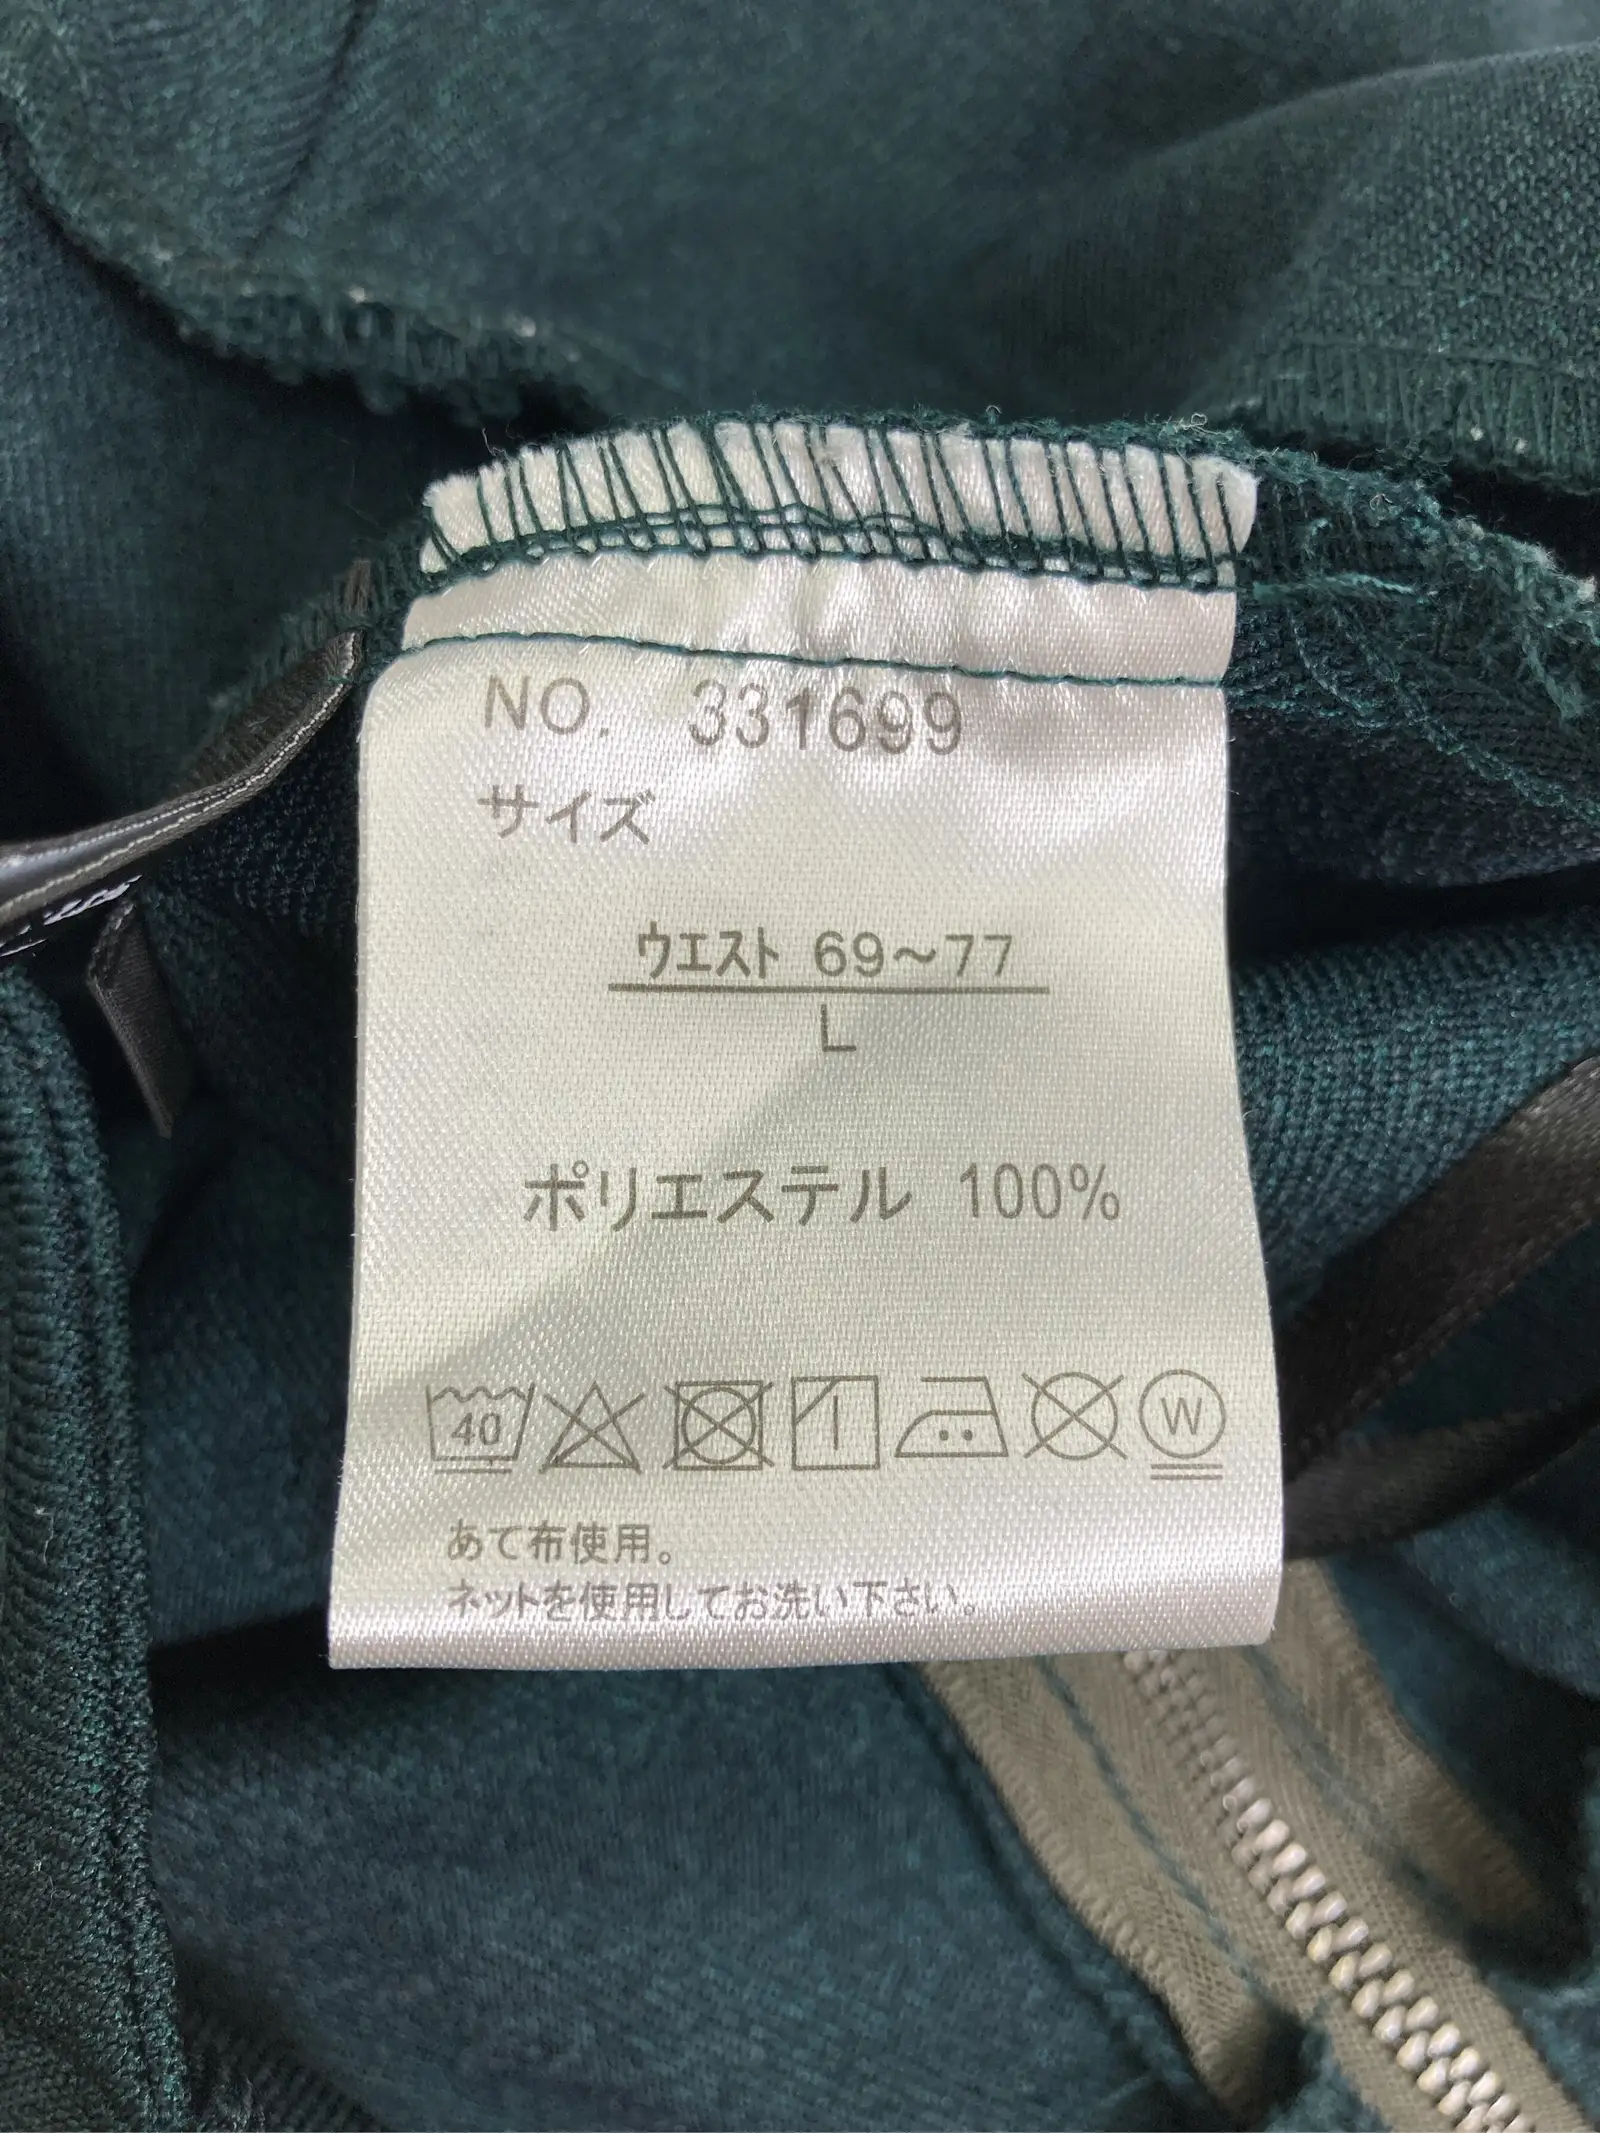 NO. 331699
サイズ
ウエスト 69～77
L
ポリエステル 100%
40 W
あて布使用。
ネットを使用してお洗い下さい。